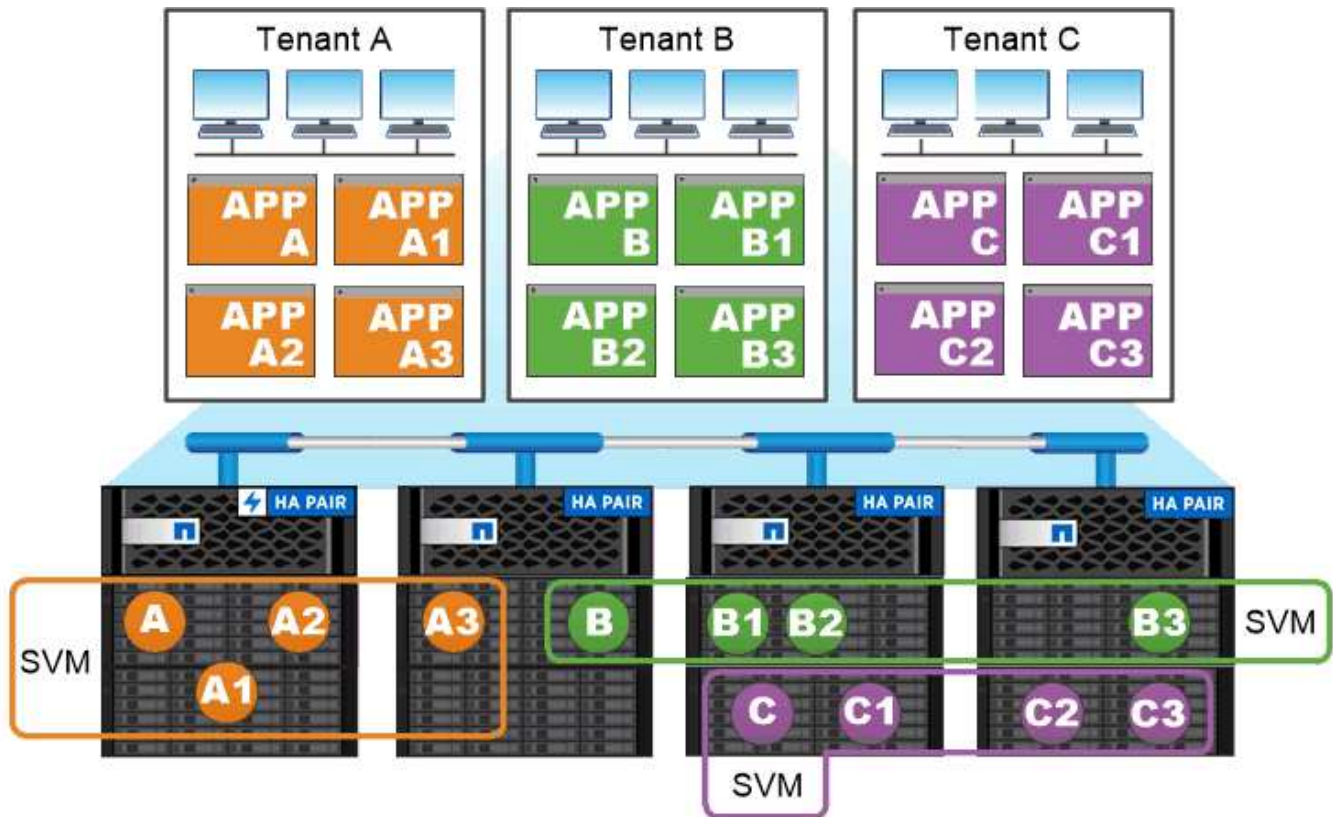 Tenant A
Tenant B
Tenant C
APP
A
APP
A1
APP
B
APP
B1
APP
C
APP
C1
APP
A2
APP
A3
APP
B2
APP
B3
APP
C2
APP
C3
HA PAIR
HA PAIR
HA PAIR
HA PAIR
SVM
A
A2
A1
A3
B
B1
B2
B3
SVM
C
C1
C2
C3
SVM